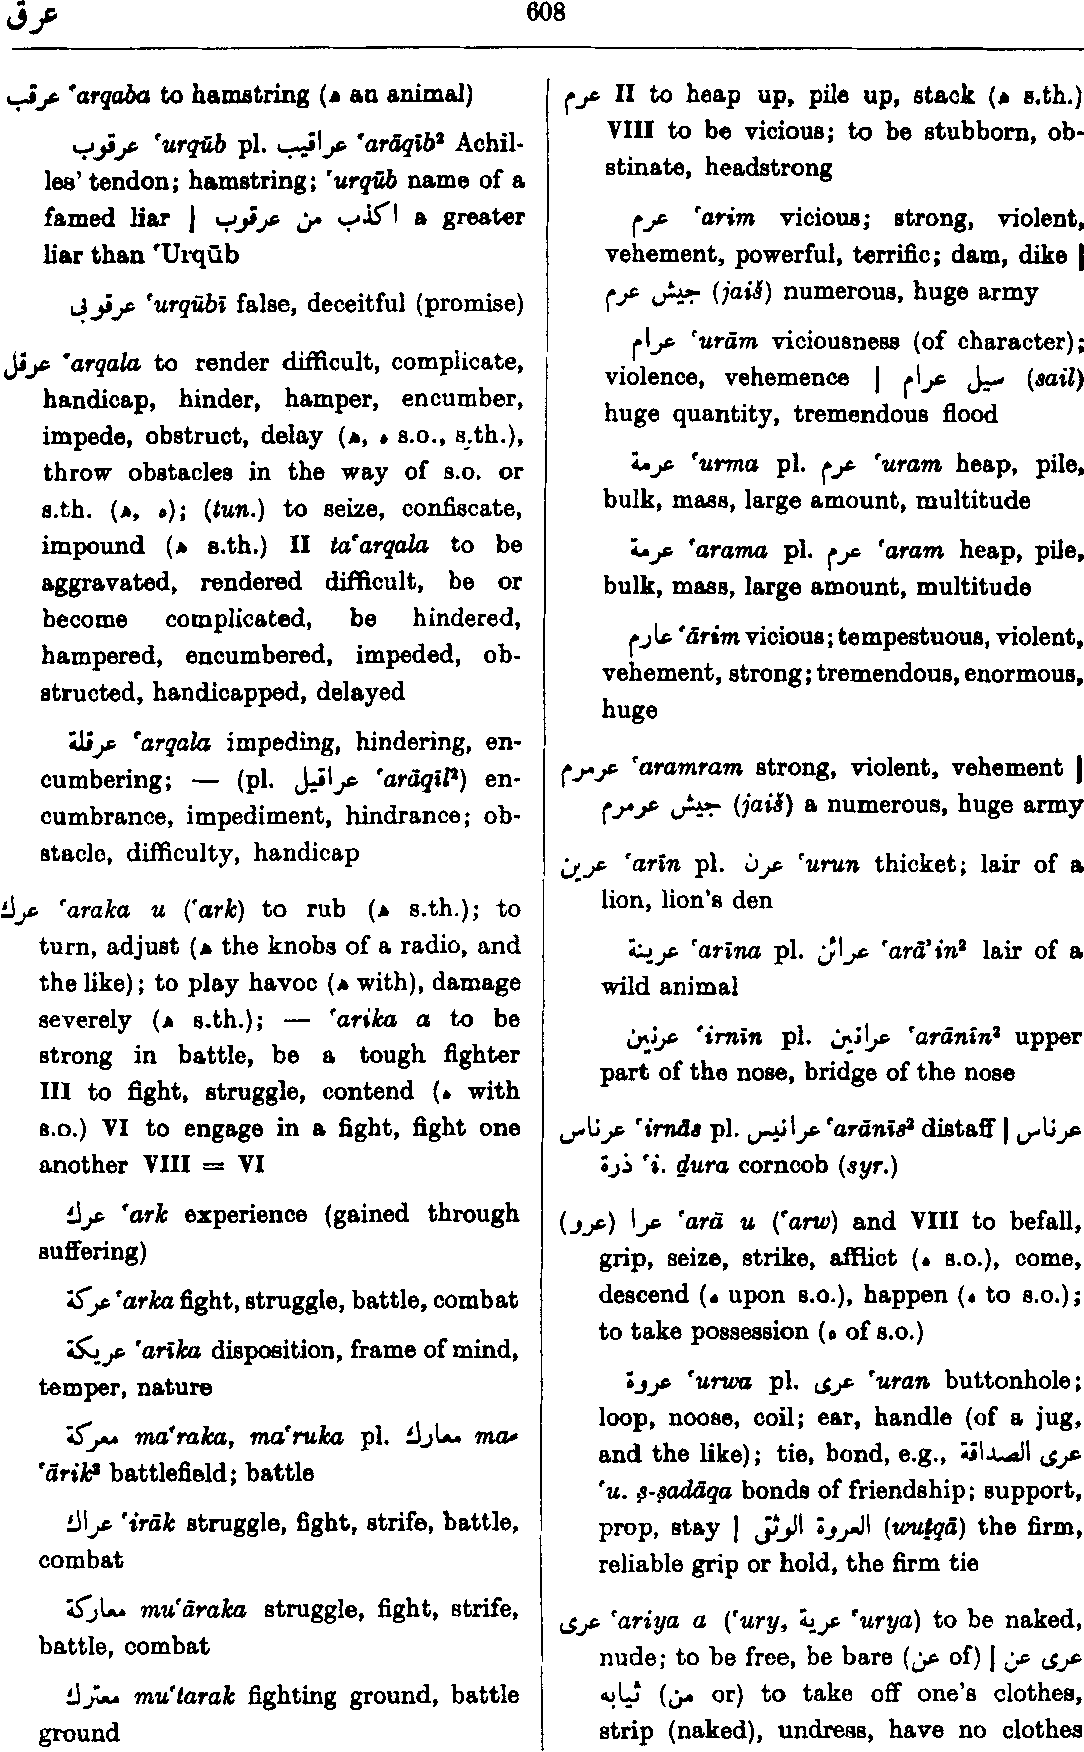 عرق
608
عرقب ‘arqaba to hamstring (ﻫ an animal)
عرقوب ‘urqūb pl. عراقيب ‘arāqīb² Achil-
les’ tendon; hamstring; ‘urqūb name of a
famed liar | اكذب من عرقوب a greater
liar than ‘Urqūb
عرقوبى ‘urqūbī false, deceitful (promise)
عرقل ‘arqala to render difficult, complicate,
handicap, hinder, hamper, encumber,
impede, obstruct, delay (ﻫ, ه s.o., s.th.),
throw obstacles in the way of s.o. or
s.th. (ﻫ, ه); (tun.) to seize, confiscate,
impound (ﻫ s.th.) II ta‘arqala to be
aggravated, rendered difficult, be or
become complicated, be hindered,
hampered, encumbered, impeded, ob-
structed, handicapped, delayed
عرقلة ‘arqala impeding, hindering, en-
cumbering; — (pl. عراقيل ‘arāqīl²) en-
cumbrance, impediment, hindrance; ob-
stacle, difficulty, handicap
عرك ‘araka u (‘ark) to rub (ﻫ s.th.); to
turn, adjust (ﻫ the knobs of a radio, and
the like); to play havoc (ﻫ with), damage
severely (ﻫ s.th.); — ‘arika a to be
strong in battle, be a tough fighter
III to fight, struggle, contend (ه with
s.o.) VI to engage in a fight, fight one
another VIII = VI
عرك ‘ark experience (gained through
suffering)
عركة ‘arka fight, struggle, battle, combat
عريكة ‘arīka disposition, frame of mind,
temper, nature
معركة ma‘raka, ma‘ruka pl. معارك ma-
‘ārik² battlefield; battle
عراك ‘irāk struggle, fight, strife, battle,
combat
معاركة mu‘āraka struggle, fight, strife,
battle, combat
معترك mu‘tarak fighting ground, battle
ground
عرم II to heap up, pile up, stack (ﻫ s.th.)
VIII to be vicious; to be stubborn, ob-
stinate, headstrong
عرم ‘arim vicious; strong, violent,
vehement, powerful, terrific; dam, dike |
جيش عرم (jaiš) numerous, huge army
عرام ‘urām viciousness (of character);
violence, vehemence | سيل عرام (sail)
huge quantity, tremendous flood
عرمة ‘urma pl. عرم ‘uram heap, pile,
bulk, mass, large amount, multitude
عرمة ‘arama pl. عرم ‘aram heap, pile,
bulk, mass, large amount, multitude
عارم ‘ārim vicious; tempestuous, violent,
vehement, strong; tremendous, enormous,
huge
عرمرم ‘aramram strong, violent, vehement |
جيش عرمرم (jaiš) a numerous, huge army
عرين ‘arīn pl. عرن ‘urun thicket; lair of a
lion, lion’s den
عرينة ‘arīna pl. عرائن ‘arā’in² lair of a
wild animal
عرنين ‘irnīn pl. عرانين ‘arānīn² upper
part of the nose, bridge of the nose
عرناس ‘irnās pl. عرانيس ‘arānīs² distaff | عرناس
ذرة ‘i. ḏura corncob (syr.)
(عرو) عرا ‘arā u (‘arw) and VIII to befall,
grip, seize, strike, afflict (ه s.o.), come,
descend (ه upon s.o.), happen (ه to s.o.);
to take possession (ه of s.o.)
عروة ‘urwa pl. عرى ‘uran buttonhole;
loop, noose, coil; ear, handle (of a jug,
and the like); tie, bond, e.g., عرى الصداقة
‘u. ṣ-ṣadāqa bonds of friendship; support,
prop, stay | العروة الوثقى (wuṯqā) the firm,
reliable grip or hold, the firm tie
عرى ‘ariya a (‘ury, عرية ‘urya) to be naked,
nude; to be free, be bare (عن of) | عرى عن
ثيابه (من or) to take off one’s clothes,
strip (naked), undress, have no clothes